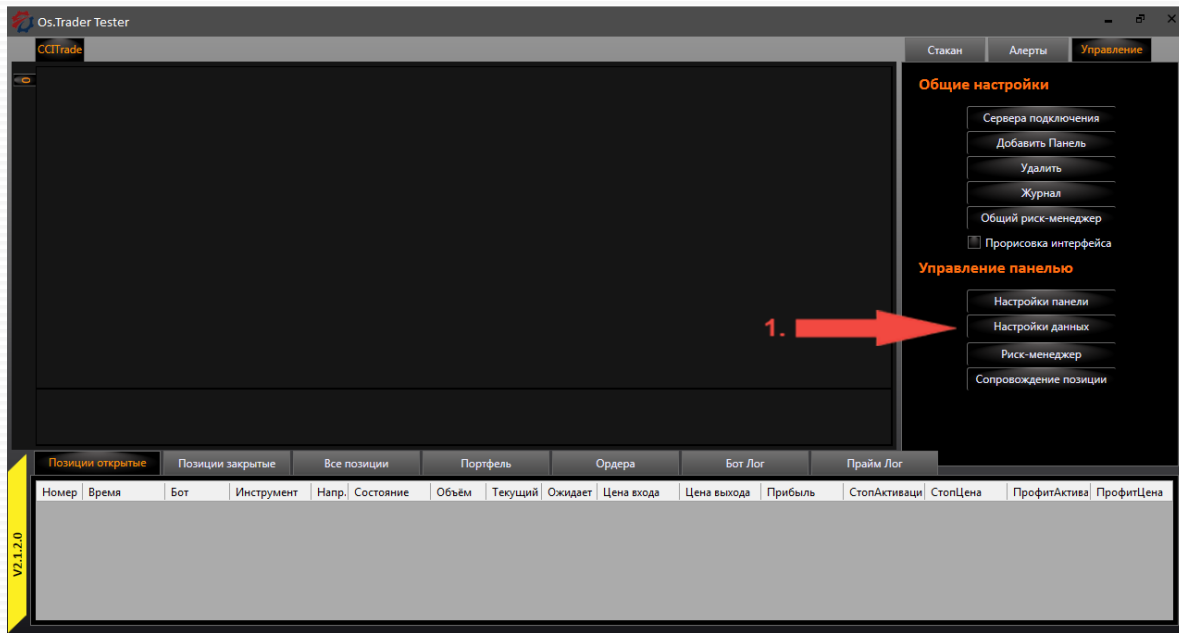 Os.Trader Tester
CCITrade
Стакан Алерты Управление
Общие настройки
Сервера подключения
Добавить Панель
Удалить
Журнал
Общий риск-менеджер
Прорисовка интерфейса
Управление панелью
Настройки панели
1. Настройки данных
Риск-менеджер
Сопровождение позиции
Позиции открытые Позиции закрытые Все позиции Портфель Ордера Бот Лог Прайм Лог
Номер Время Бот Инструмент Напр. Состояние Объём Текущий Ожидает Цена входа Цена выхода Прибыль СтопАктиваци СтопЦена ПрофитАктива ПрофитЦена
V2.1.2.0